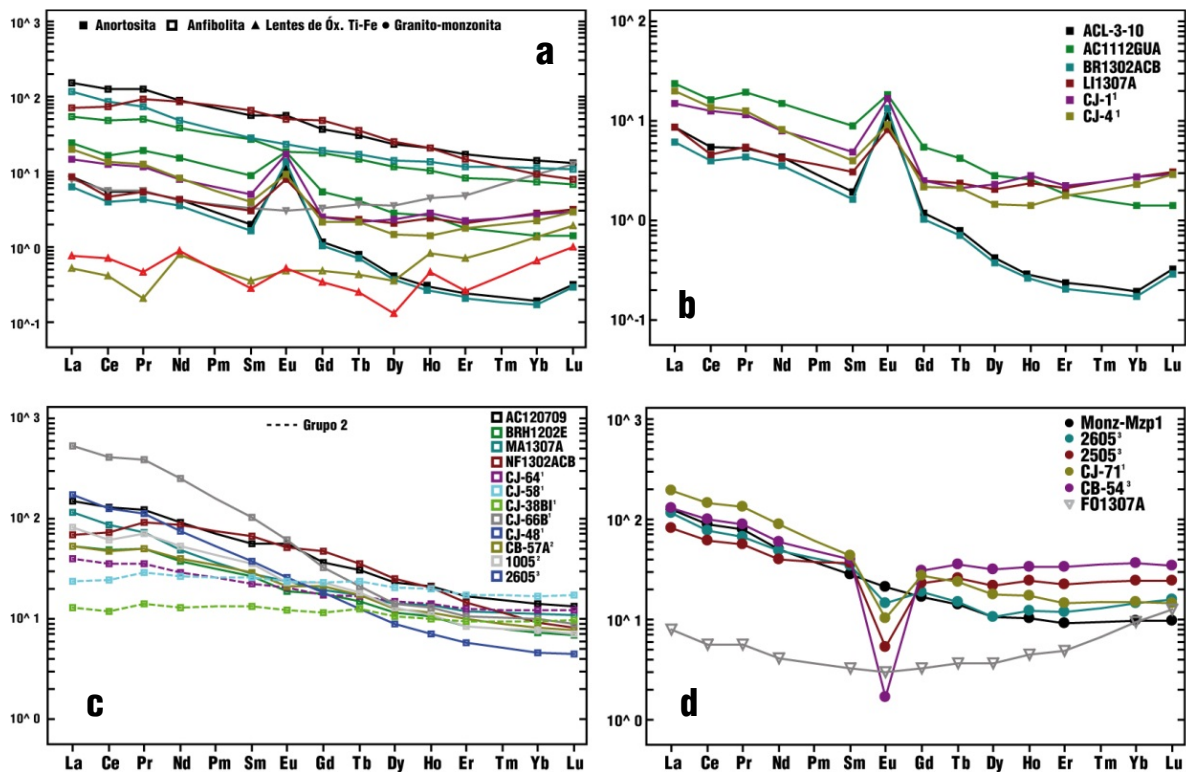 10^ 3
Anortosita Anfibolita Lentes de Óx. Ti-Fe Granito-monzonita
a
10^ 2
10^ 1
10^ 0
10^-1
La Ce Pr Nd Pm Sm Eu Gd Tb Dy Ho Er Tm Yb Lu
10^ 2
ACL-3-10
AC1112GUA
BR1302ACB
LI1307A
CJ-1¹
CJ-4 ¹
10^ 1
10^ 0
10^-1
b
La Ce Pr Nd Pm Sm Eu Gd Tb Dy Ho Er Tm Yb Lu
10^ 3
Grupo 2
AC120709
BRH1202E
MA1307A
NF1302ACB
CJ-64¹
CJ-58¹
CJ-38BI¹
CJ-66B¹
CJ-48¹
CB-57A²
1005²
2605³
10^ 2
10^ 1
10^ 0
c
La Ce Pr Nd Pm Sm Eu Gd Tb Dy Ho Er Tm Yb Lu
10^ 3
Monz-Mzp1
2605³
2505³
CJ-71¹
CB-54 ³
FO1307A
10^ 2
10^ 1
10^ 0
d
La Ce Pr Nd Pm Sm Eu Gd Tb Dy Ho Er Tm Yb Lu